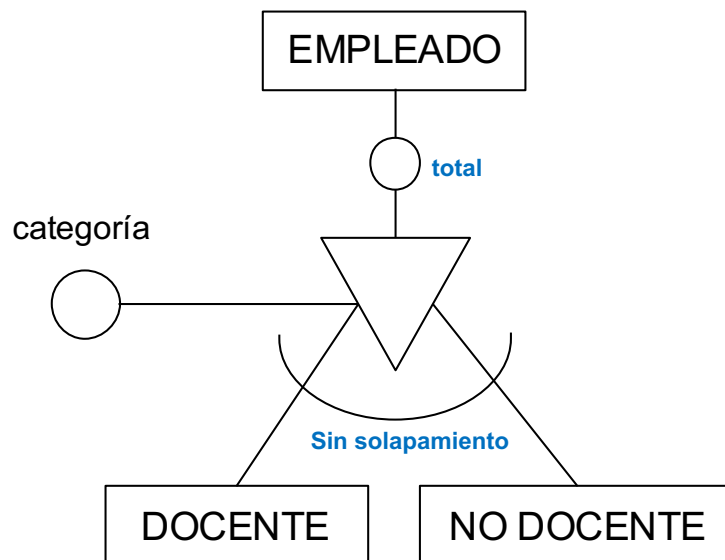 EMPLEADO
total
categoría
Sin solapamiento
DOCENTE
NO DOCENTE